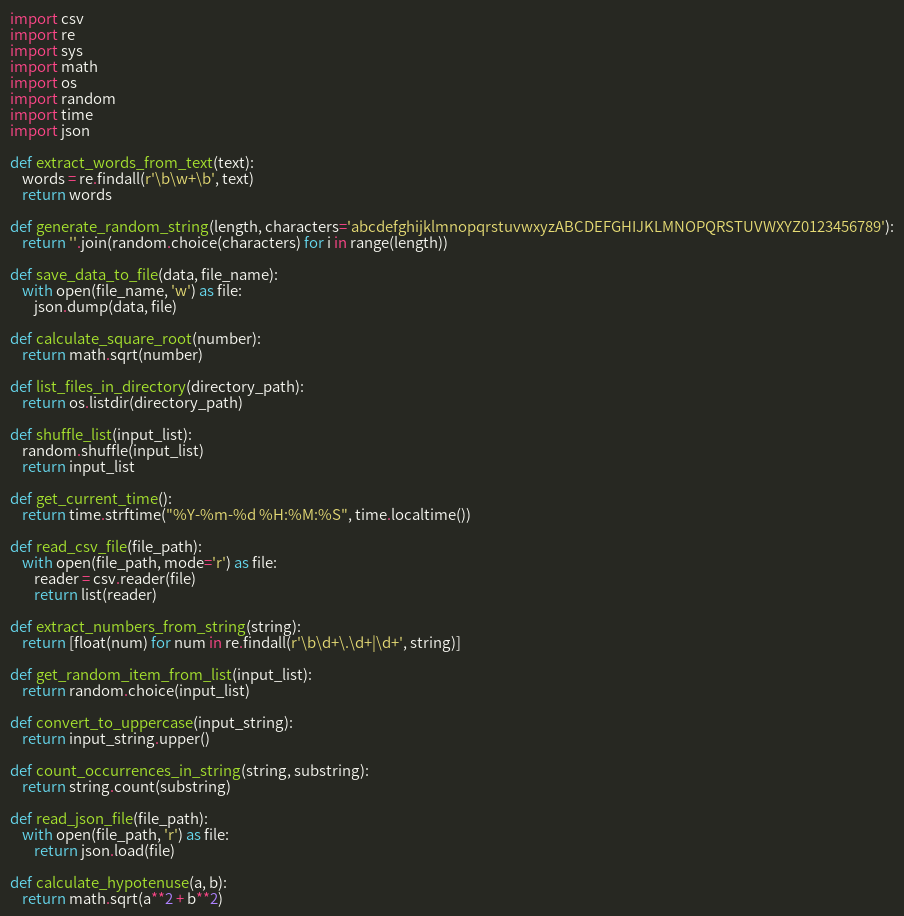 import csv
import re
import sys
import math
import os
import random
import time
import json

def extract_words_from_text(text):
    words = re.findall(r'\b\w+\b', text)
    return words

def generate_random_string(length, characters='abcdefghijklmnopqrstuvwxyzABCDEFGHIJKLMNOPQRSTUVWXYZ0123456789'):
    return ''.join(random.choice(characters) for i in range(length))

def save_data_to_file(data, file_name):
    with open(file_name, 'w') as file:
        json.dump(data, file)

def calculate_square_root(number):
    return math.sqrt(number)

def list_files_in_directory(directory_path):
    return os.listdir(directory_path)

def shuffle_list(input_list):
    random.shuffle(input_list)
    return input_list

def get_current_time():
    return time.strftime("%Y-%m-%d %H:%M:%S", time.localtime())

def read_csv_file(file_path):
    with open(file_path, mode='r') as file:
        reader = csv.reader(file)
        return list(reader)

def extract_numbers_from_string(string):
    return [float(num) for num in re.findall(r'\b\d+\.\d+|\d+', string)]

def get_random_item_from_list(input_list):
    return random.choice(input_list)

def convert_to_uppercase(input_string):
    return input_string.upper()

def count_occurrences_in_string(string, substring):
    return string.count(substring)

def read_json_file(file_path):
    with open(file_path, 'r') as file:
        return json.load(file)

def calculate_hypotenuse(a, b):
    return math.sqrt(a**2 + b**2)